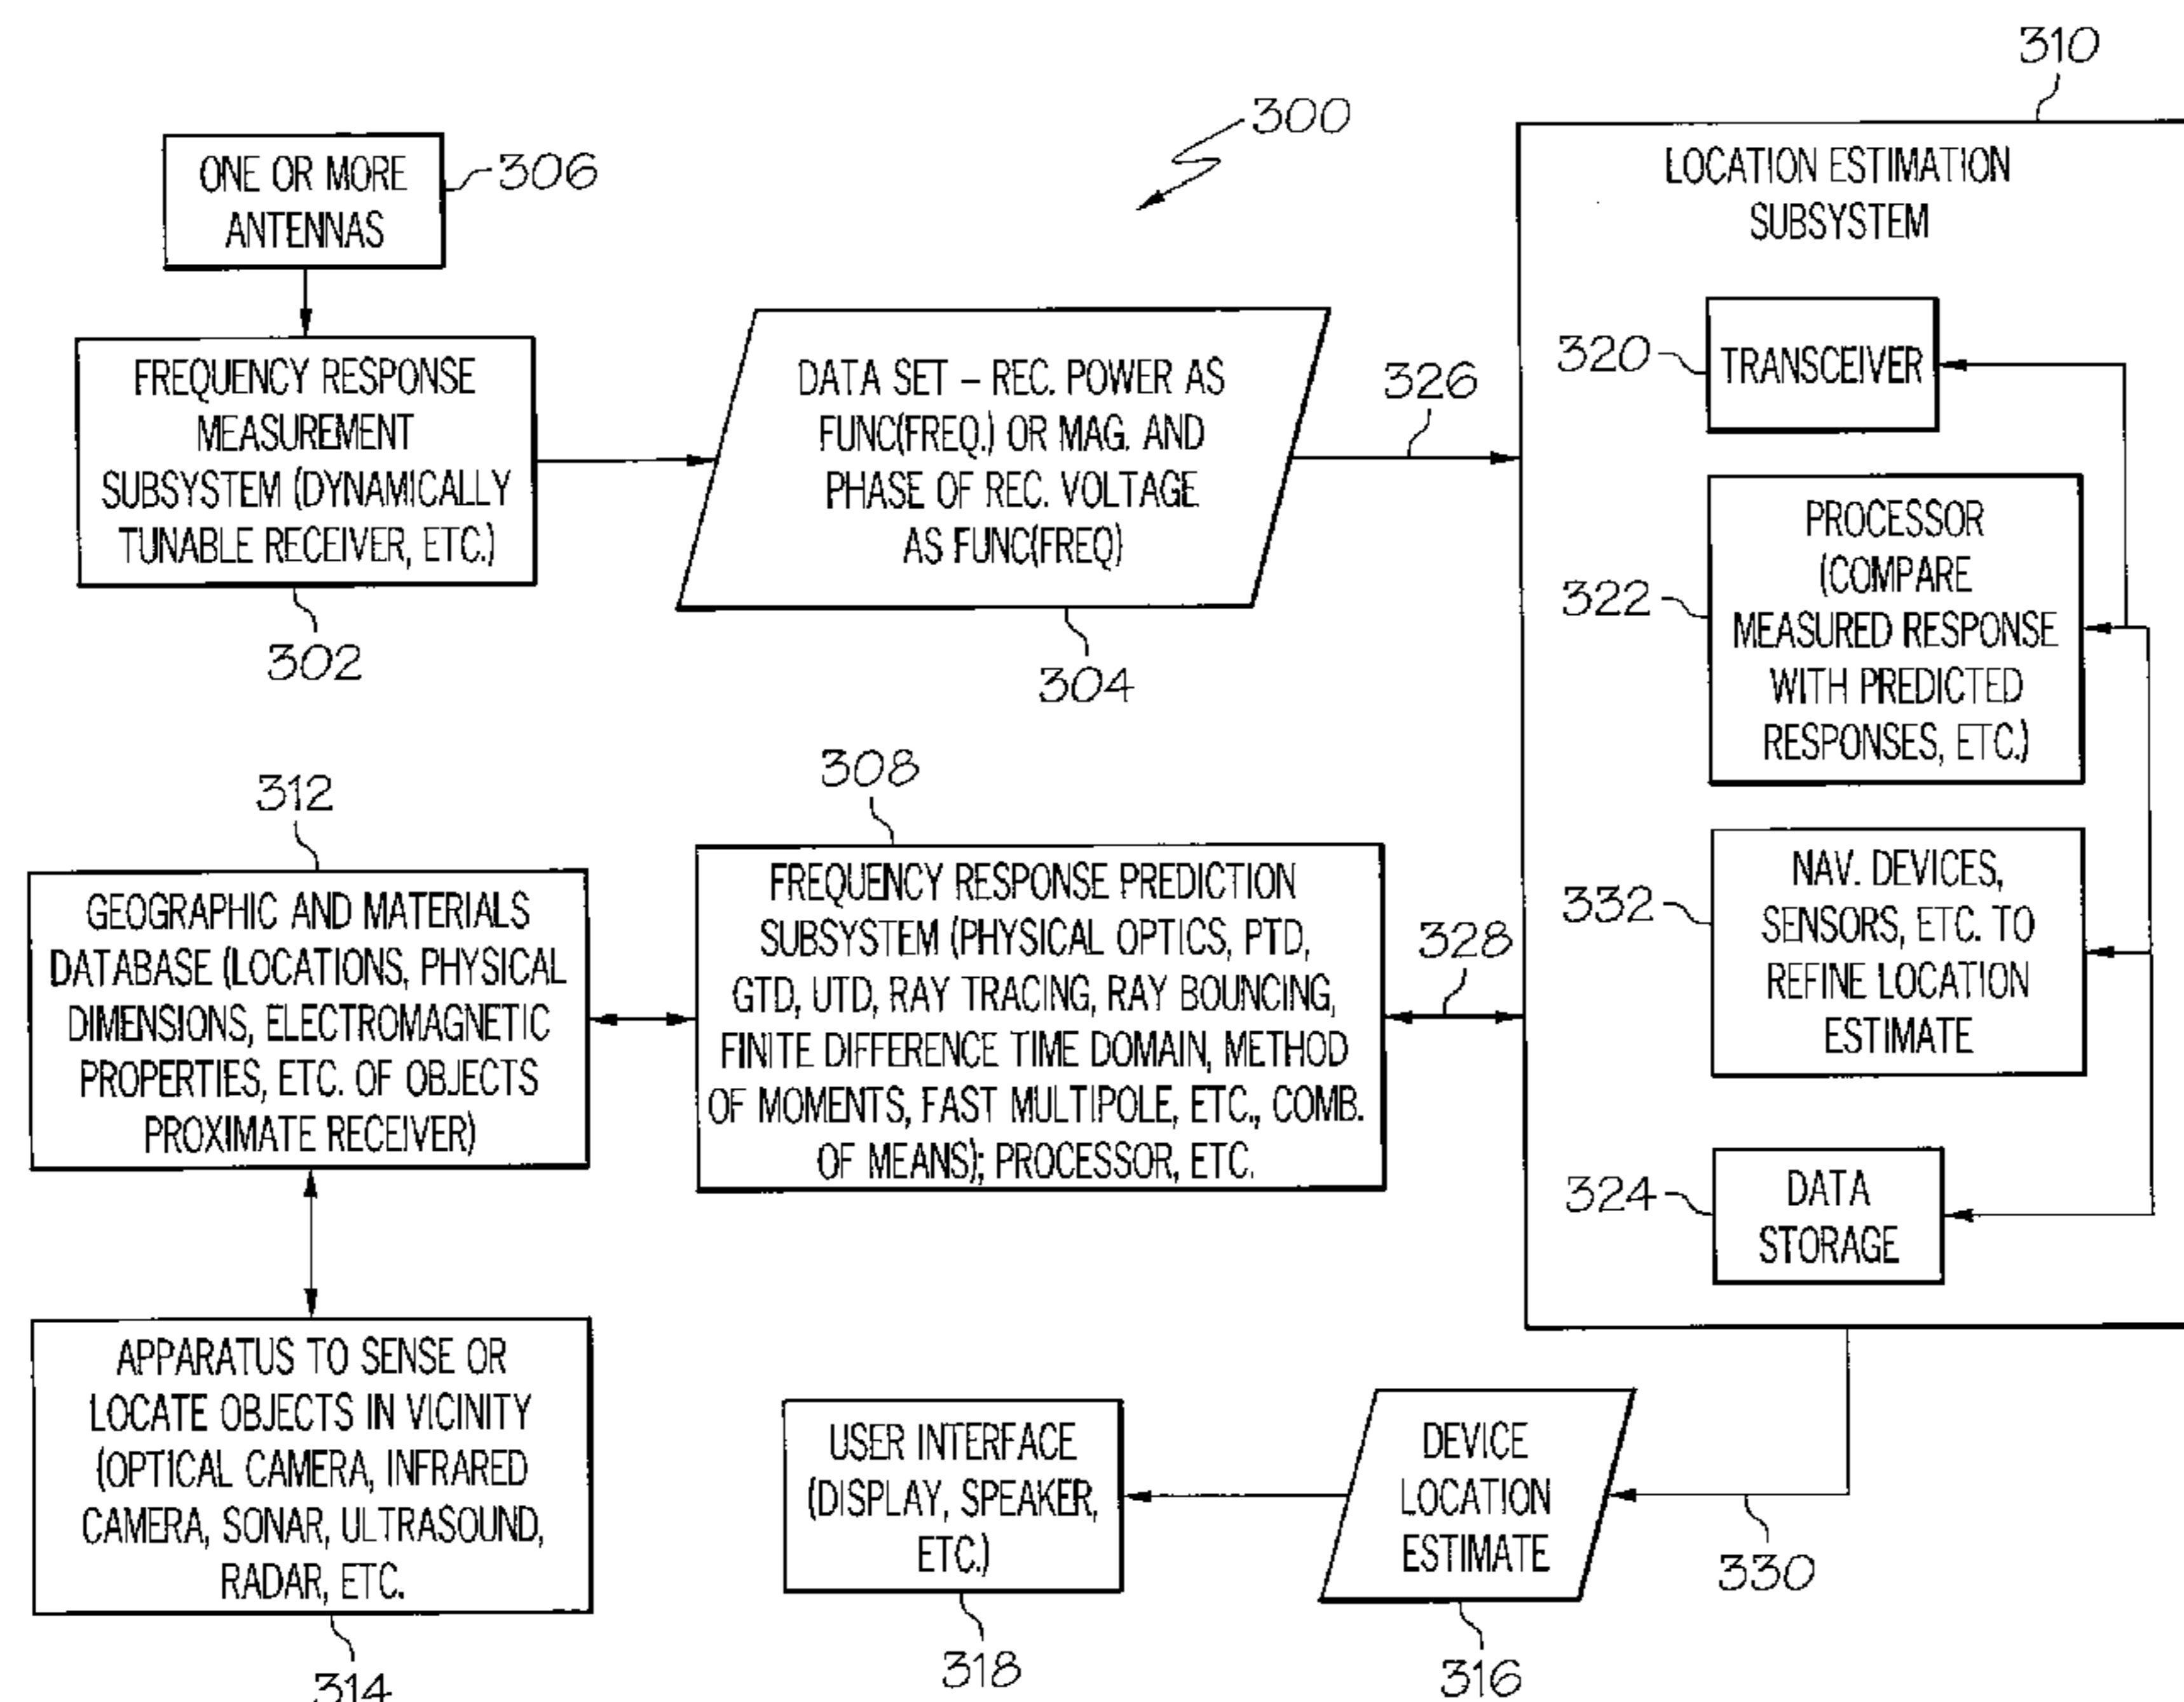 310
300
LOCATION ESTIMATION
SUBSYSTEM
ONE OR MORE
ANTENNAS
306
FREQUENCY RESPONSE
MEASUREMENT
SUBSYSTEM (DYNAMICALLY
TUNABLE RECEIVER, ETC.)
302
DATA SET – REC. POWER AS
FUNC(FREQ.) OR MAG. AND
PHASE OF REC. VOLTAGE
AS FUNC(FREQ)
304
326
320
TRANSCEIVER
322
PROCESSOR
(COMPARE
MEASURED RESPONSE
WITH PREDICTED
RESPONSES, ETC.)
312
GEOGRAPHIC AND MATERIALS
DATABASE (LOCATIONS, PHYSICAL
DIMENSIONS, ELECTROMAGNETIC
PROPERTIES, ETC. OF OBJECTS
PROXIMATE RECEIVER)
308
FREQUENCY RESPONSE PREDICTION
SUBSYSTEM (PHYSICAL OPTICS, PTD,
GTD, UTD, RAY TRACING, RAY BOUNCING,
FINITE DIFFERENCE TIME DOMAIN, METHOD
OF MOMENTS, FAST MULTIPOLE, ETC., COMB.
OF MEANS); PROCESSOR, ETC.
328
332
NAV. DEVICES,
SENSORS, ETC. TO
REFINE LOCATION
ESTIMATE
324
DATA
STORAGE
APPARATUS TO SENSE OR
LOCATE OBJECTS IN VICINITY
(OPTICAL CAMERA, INFRARED
CAMERA, SONAR, ULTRASOUND,
RADAR, ETC.
314
USER INTERFACE
(DISPLAY, SPEAKER,
ETC.)
318
DEVICE
LOCATION
ESTIMATE
316
330